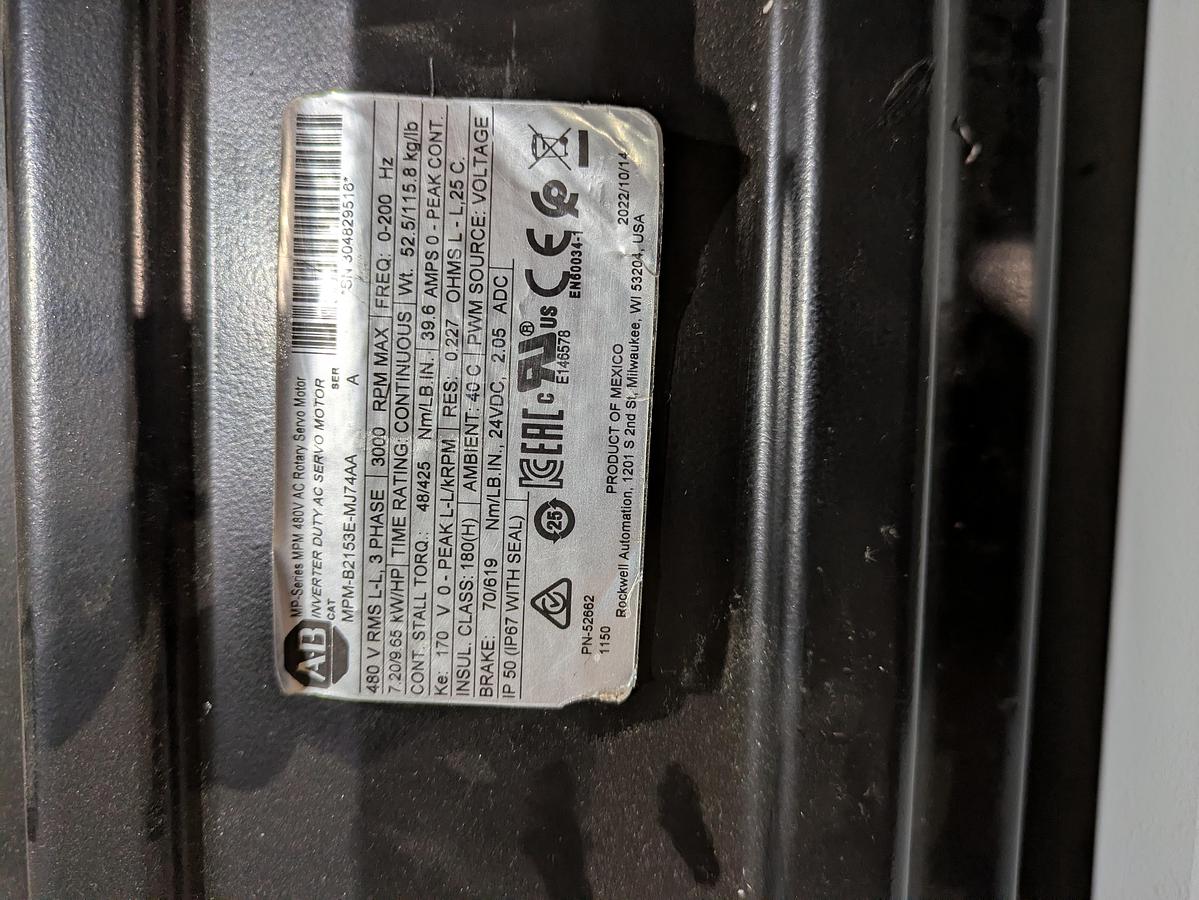 AB
MP-Series MPM 480V AC Rotary Servo Motor
INVERTER DUTY AC SERVO MOTOR
CAT SER
MPM-B2153E-MJ74AA A
*SN 304829516*
480 V RMS L-L, 3 PHASE 3000 RPM MAX FREQ: 0-200 Hz
7.20/9.65 KW/HP TIME RATING: CONTINUOUS Wt. 52.5/115.8 kg/lb
CONT. STALL TORQ.: 48/425 Nm/LB.IN. 39.6 AMPS 0 - PEAK CONT.
Ke: 170 V 0 - PEAK L-L/kRPM RES: 0.227 OHMS L - L,25 C.
INSUL. CLASS: 180(H) AMBIENT: 40 C PWM SOURCE: VOLTAGE
BRAKE: 70/619 Nm/LB.IN., 24VDC, 2.05 ADC
IP 50 (IP67 WITH SEAL)
25 EAC c RU ® US CE
E146578 EN60034-1
PN-52662
1150
PRODUCT OF MEXICO 2022/10/14
Rockwell Automation, 1201 S 2nd St, Milwaukee, WI 53204, USA